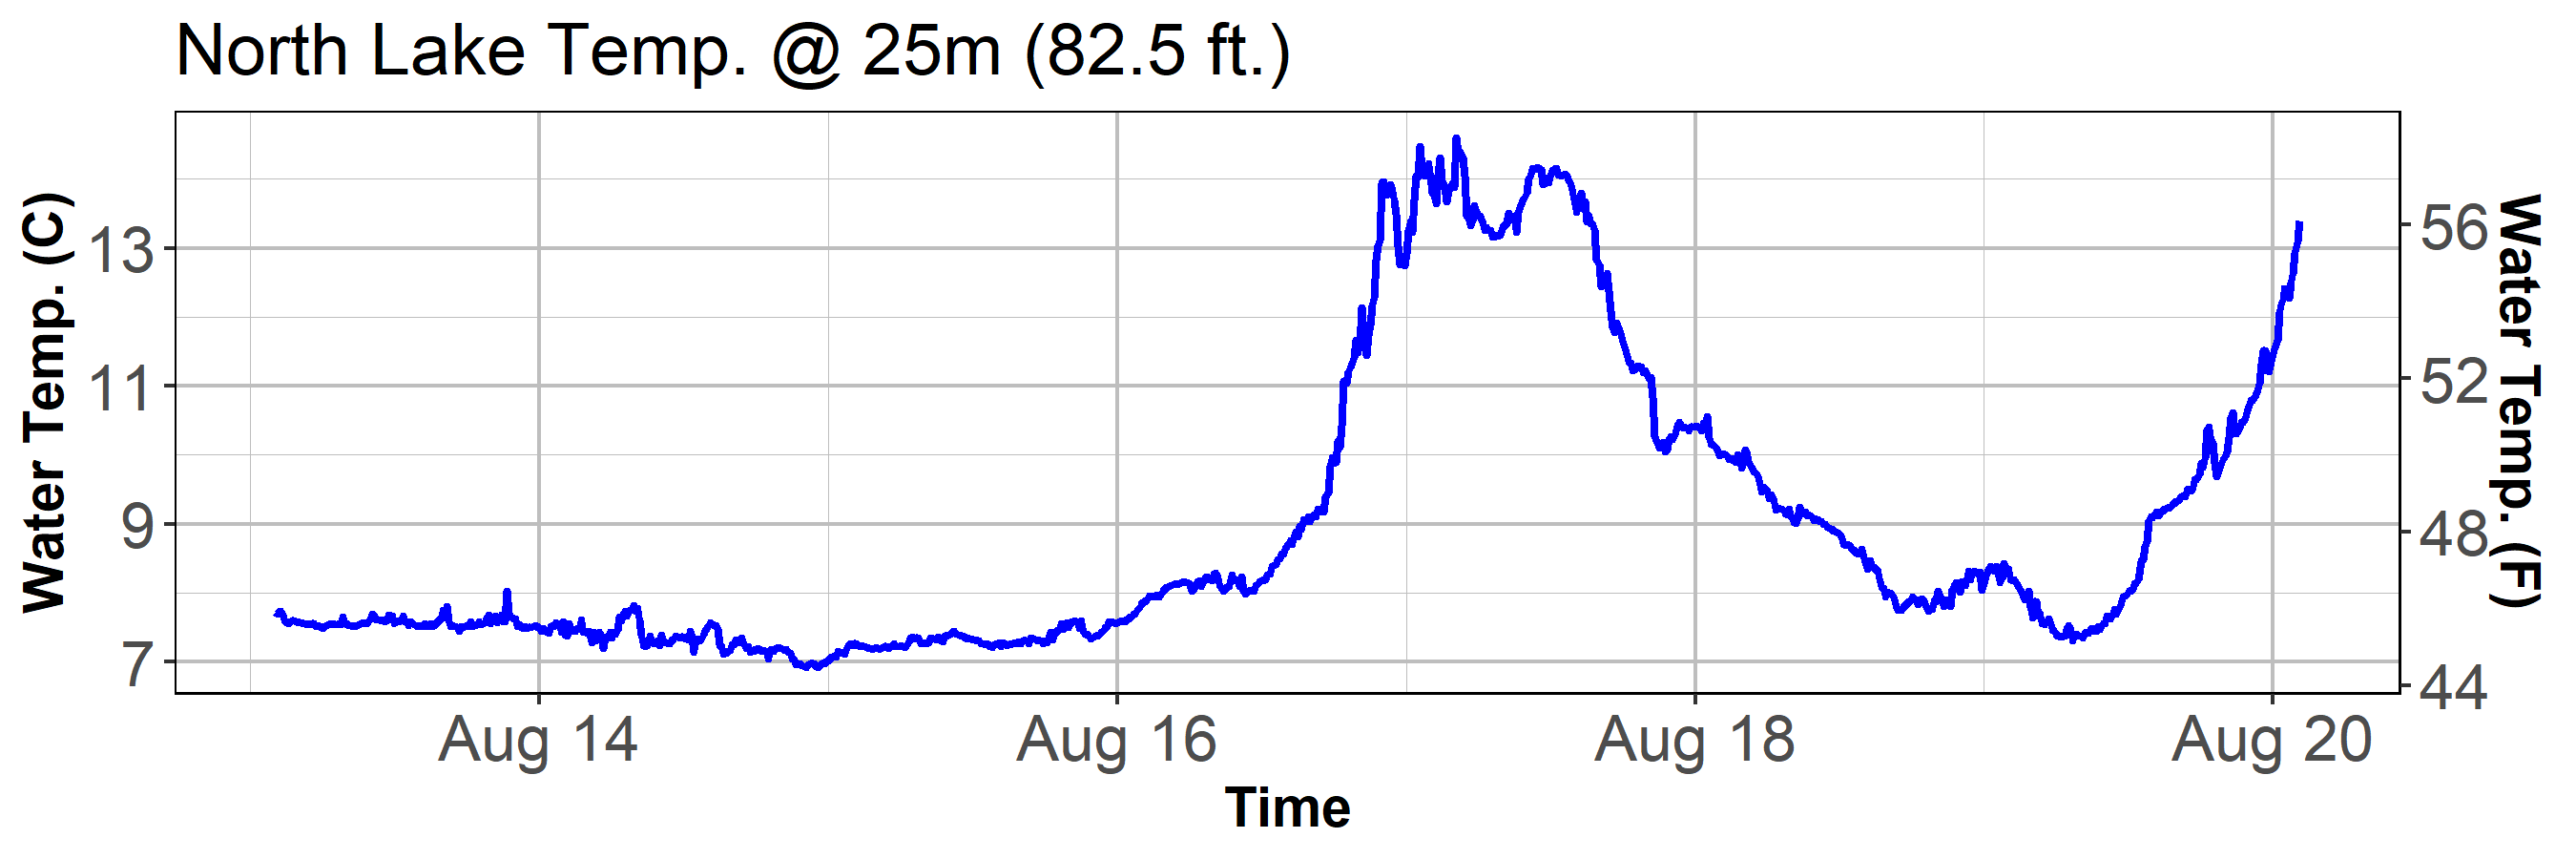 North Lake Temp. @ 25m (82.5 ft.)
Water Temp. (C)
13
11
9
7
56
52
48
44
Water Temp. (F)
Aug 14
Aug 16
Aug 18
Aug 20
Time